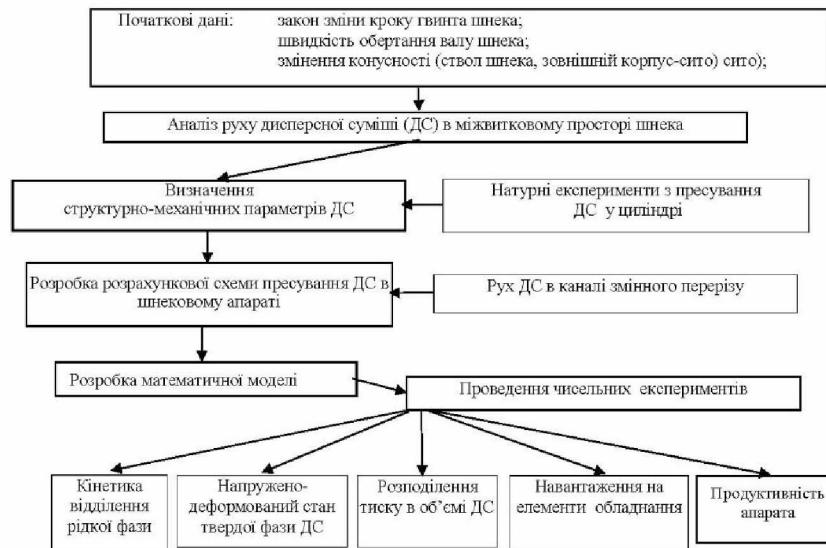 Початкові дані: закон зміни кроку гвинта шнека;
швидкість обертання валу шнека;
змінення конусності (ствол шнека, зовнішній корпус-сито) сито);
Аналіз руху дисперсної суміші (ДС) в міжвитковому просторі шнека
Визначення
структурно-механічних параметрів ДС
Натурні експерименти з пресування
ДС у циліндрі
Розробка розрахункової схеми пресування ДС в
шнековому апараті
Рух ДС в каналі змінного перерізу
Розробка математичної моделі
Проведення чисельних експериментів
Кінетика
відділення
рідкої фази
Напружено-
деформований стан
твердої фази ДС
Розподілення
тиску в об’ємі ДС
Навантаження на
елементи обладнання
Продуктивність
апарата